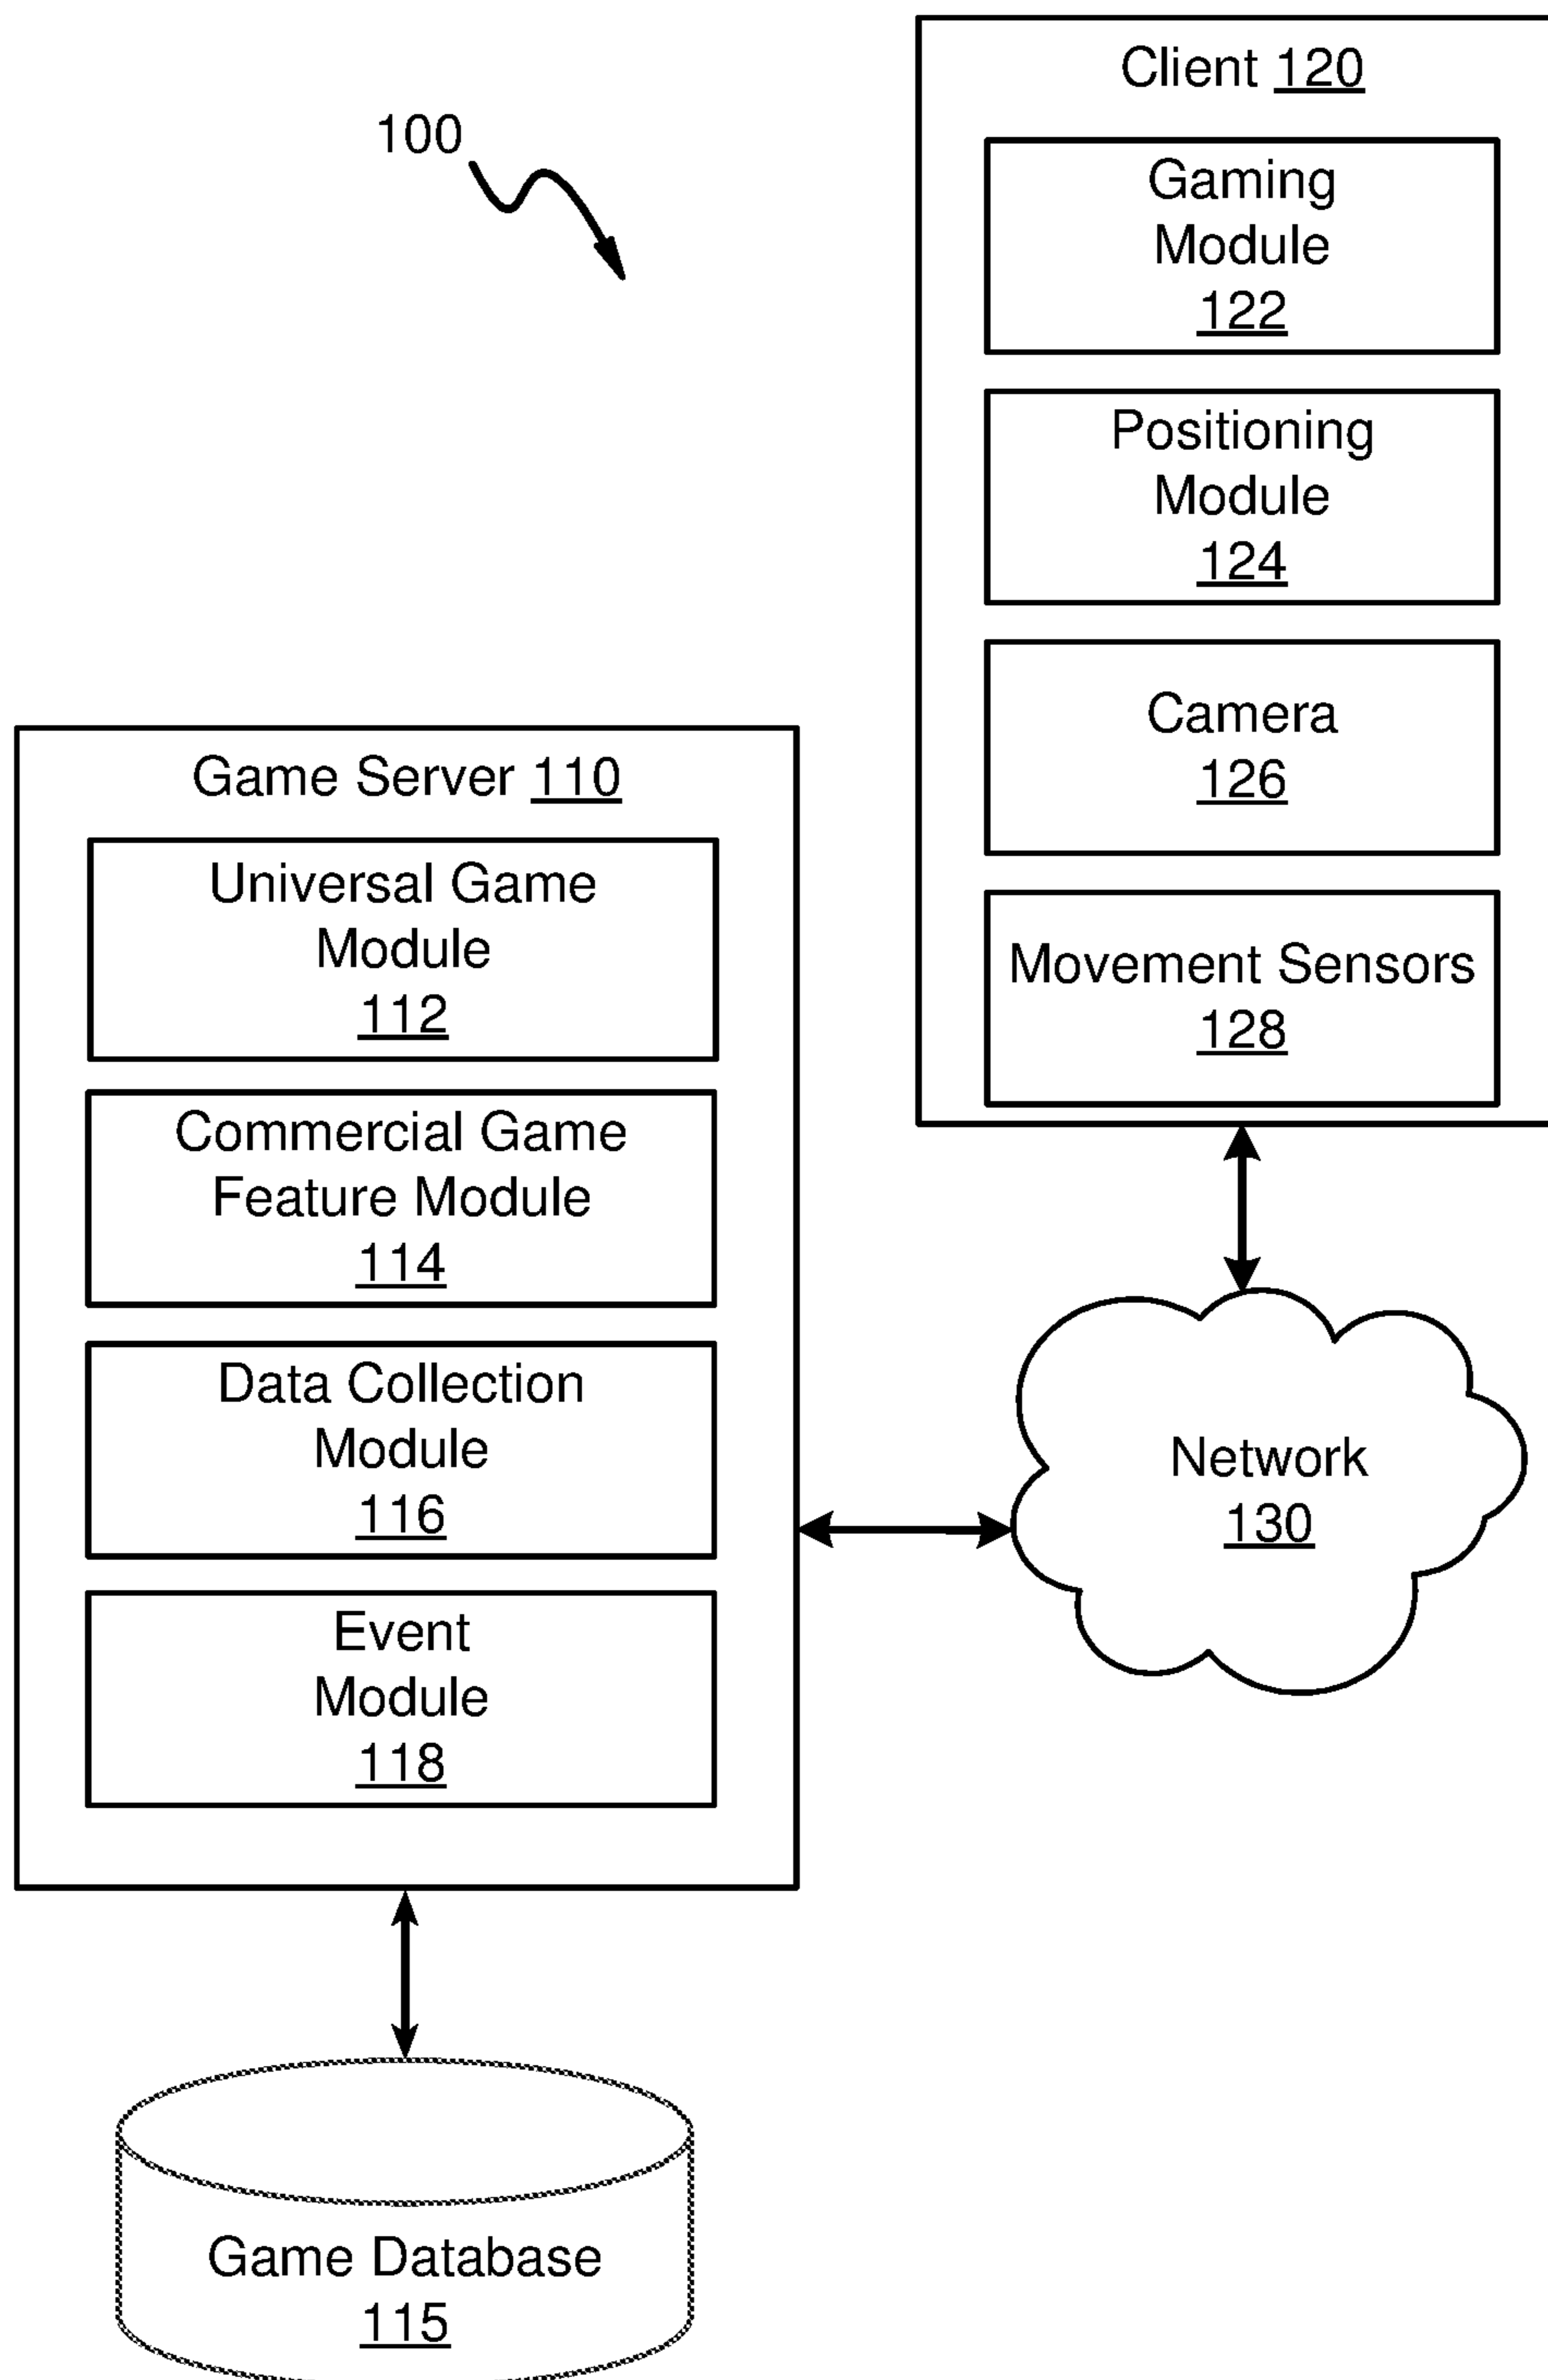 100
Client 120
Gaming
Module
122
Positioning
Module
124
Camera
126
Movement Sensors
128
Game Server 110
Universal Game
Module
112
Commercial Game
Feature Module
114
Data Collection
Module
116
Event
Module
118
Network
130
Game Database
115